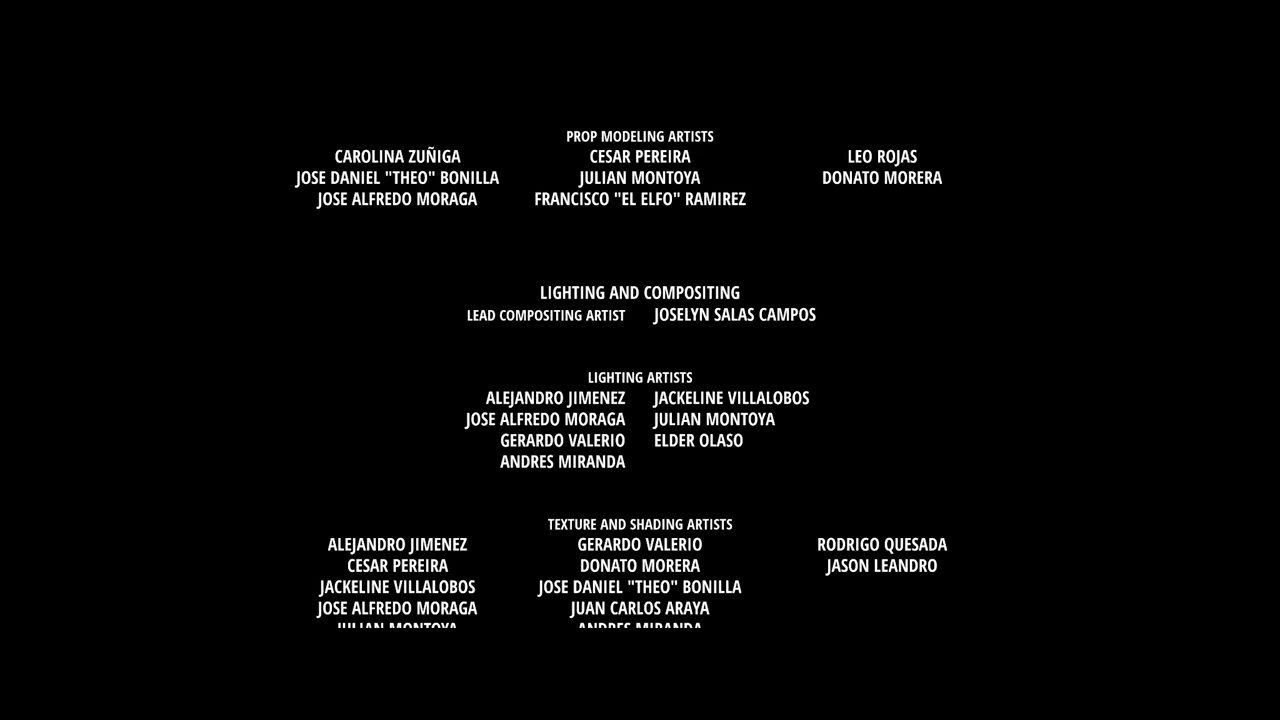 PROP MODELING ARTISTS
CAROLINA ZUÑIGA CESAR PEREIRA LEO ROJAS
JOSE DANIEL "THEO" BONILLA JULIAN MONTOYA DONATO MORERA
JOSE ALFREDO MORAGA FRANCISCO "EL ELFO" RAMIREZ
LIGHTING AND COMPOSITING
LEAD COMPOSITING ARTIST JOSELYN SALAS CAMPOS
LIGHTING ARTISTS
ALEJANDRO JIMENEZ JACKELINE VILLALOBOS
JOSE ALFREDO MORAGA JULIAN MONTOYA
GERARDO VALERIO ELDER OLASO
ANDRES MIRANDA
TEXTURE AND SHADING ARTISTS
ALEJANDRO JIMENEZ GERARDO VALERIO RODRIGO QUESADA
CESAR PEREIRA DONATO MORERA JASON LEANDRO
JACKELINE VILLALOBOS JOSE DANIEL "THEO" BONILLA
JOSE ALFREDO MORAGA JUAN CARLOS ARAYA
JULIAN MONTOYA ANDRES MIRANDA